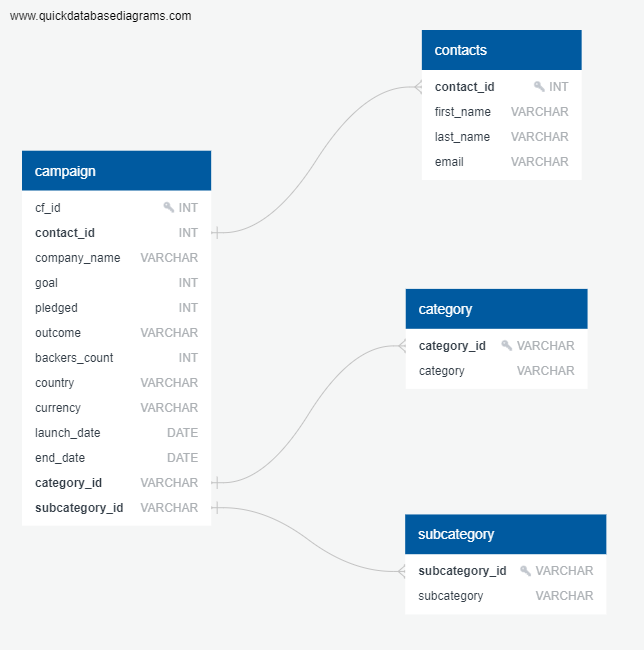 www.quickdatabasediagrams.com
contacts
contact_id INT
first_name VARCHAR
last_name VARCHAR
email VARCHAR
campaign
cf_id INT
contact_id INT
company_name VARCHAR
goal INT
pledged INT
outcome VARCHAR
backers_count INT
country VARCHAR
currency VARCHAR
launch_date DATE
end_date DATE
category_id VARCHAR
subcategory_id VARCHAR
category
category_id VARCHAR
category VARCHAR
subcategory
subcategory_id VARCHAR
subcategory VARCHAR